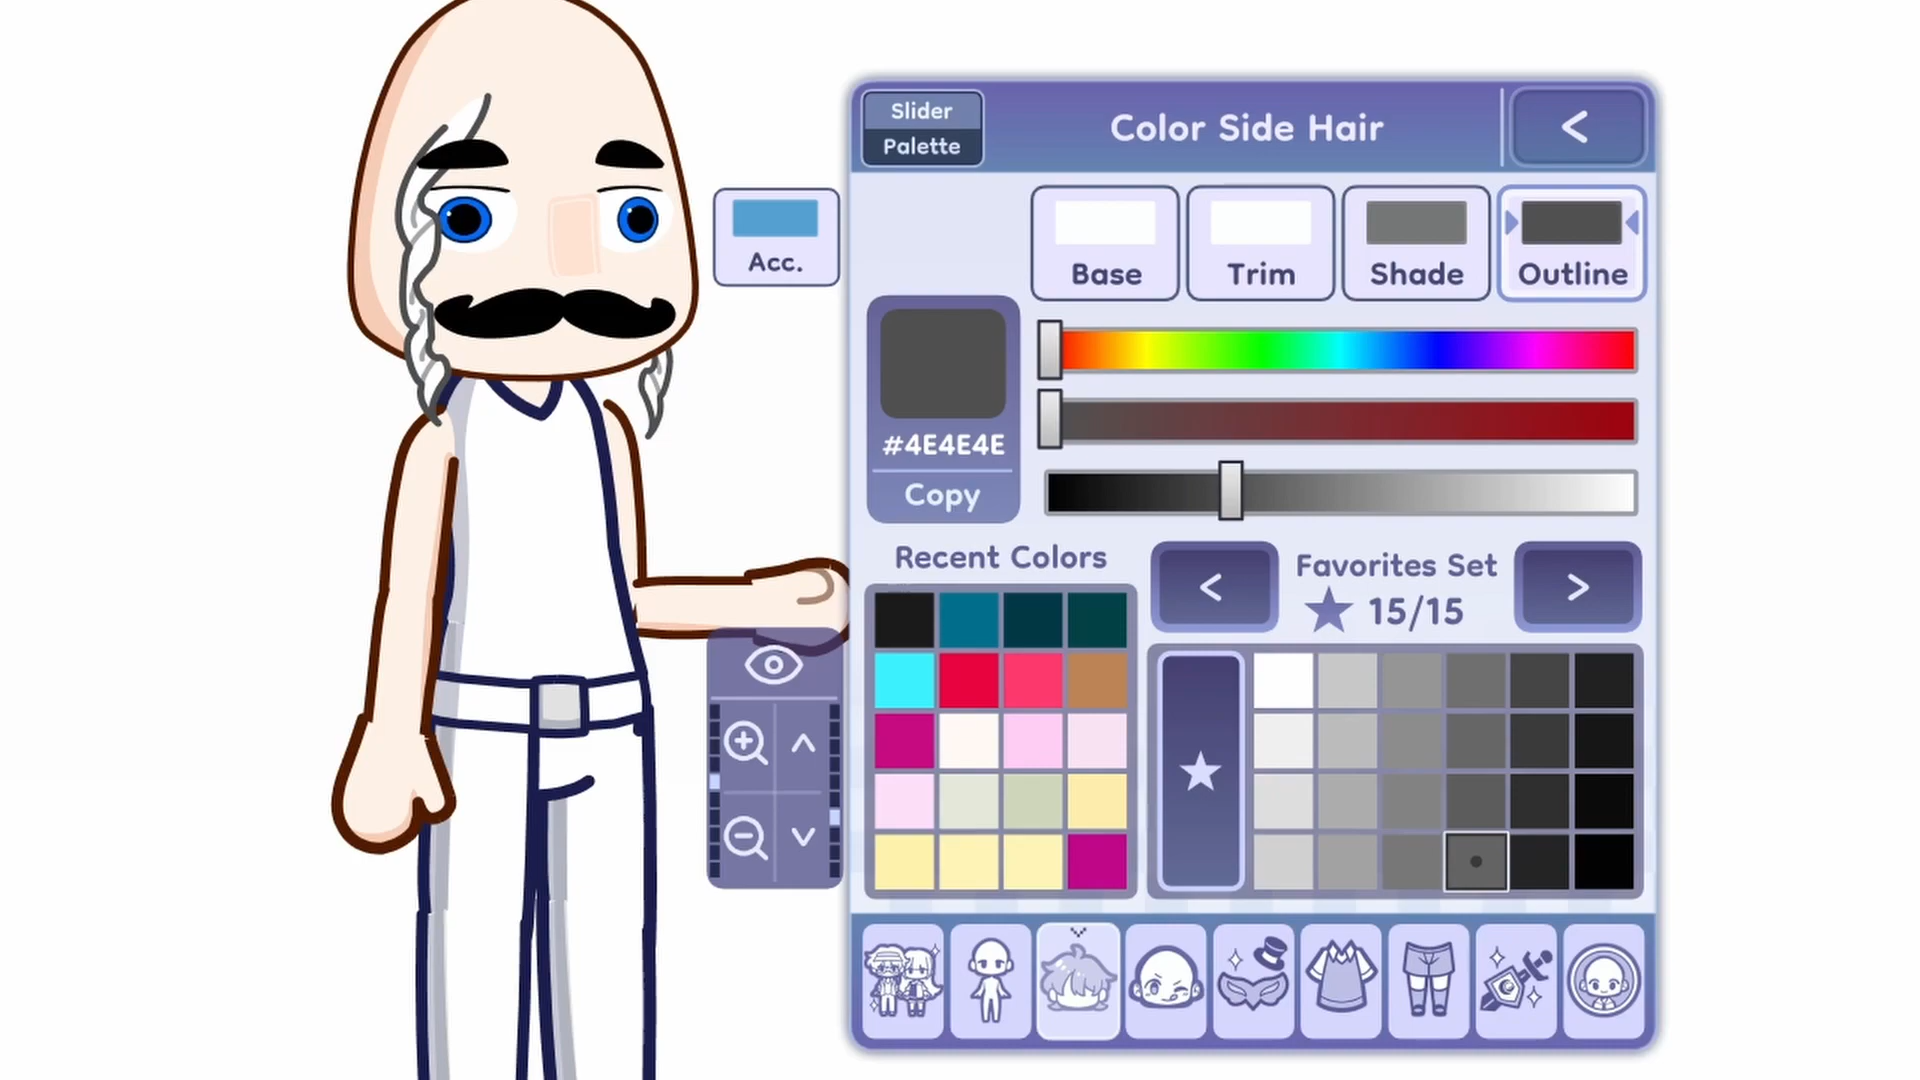 Slider
Palette
Color Side Hair
<
Acc.
Base
Trim
Shade
Outline
#4E4E4E
Copy
Recent Colors
<
Favorites Set
15/15
>